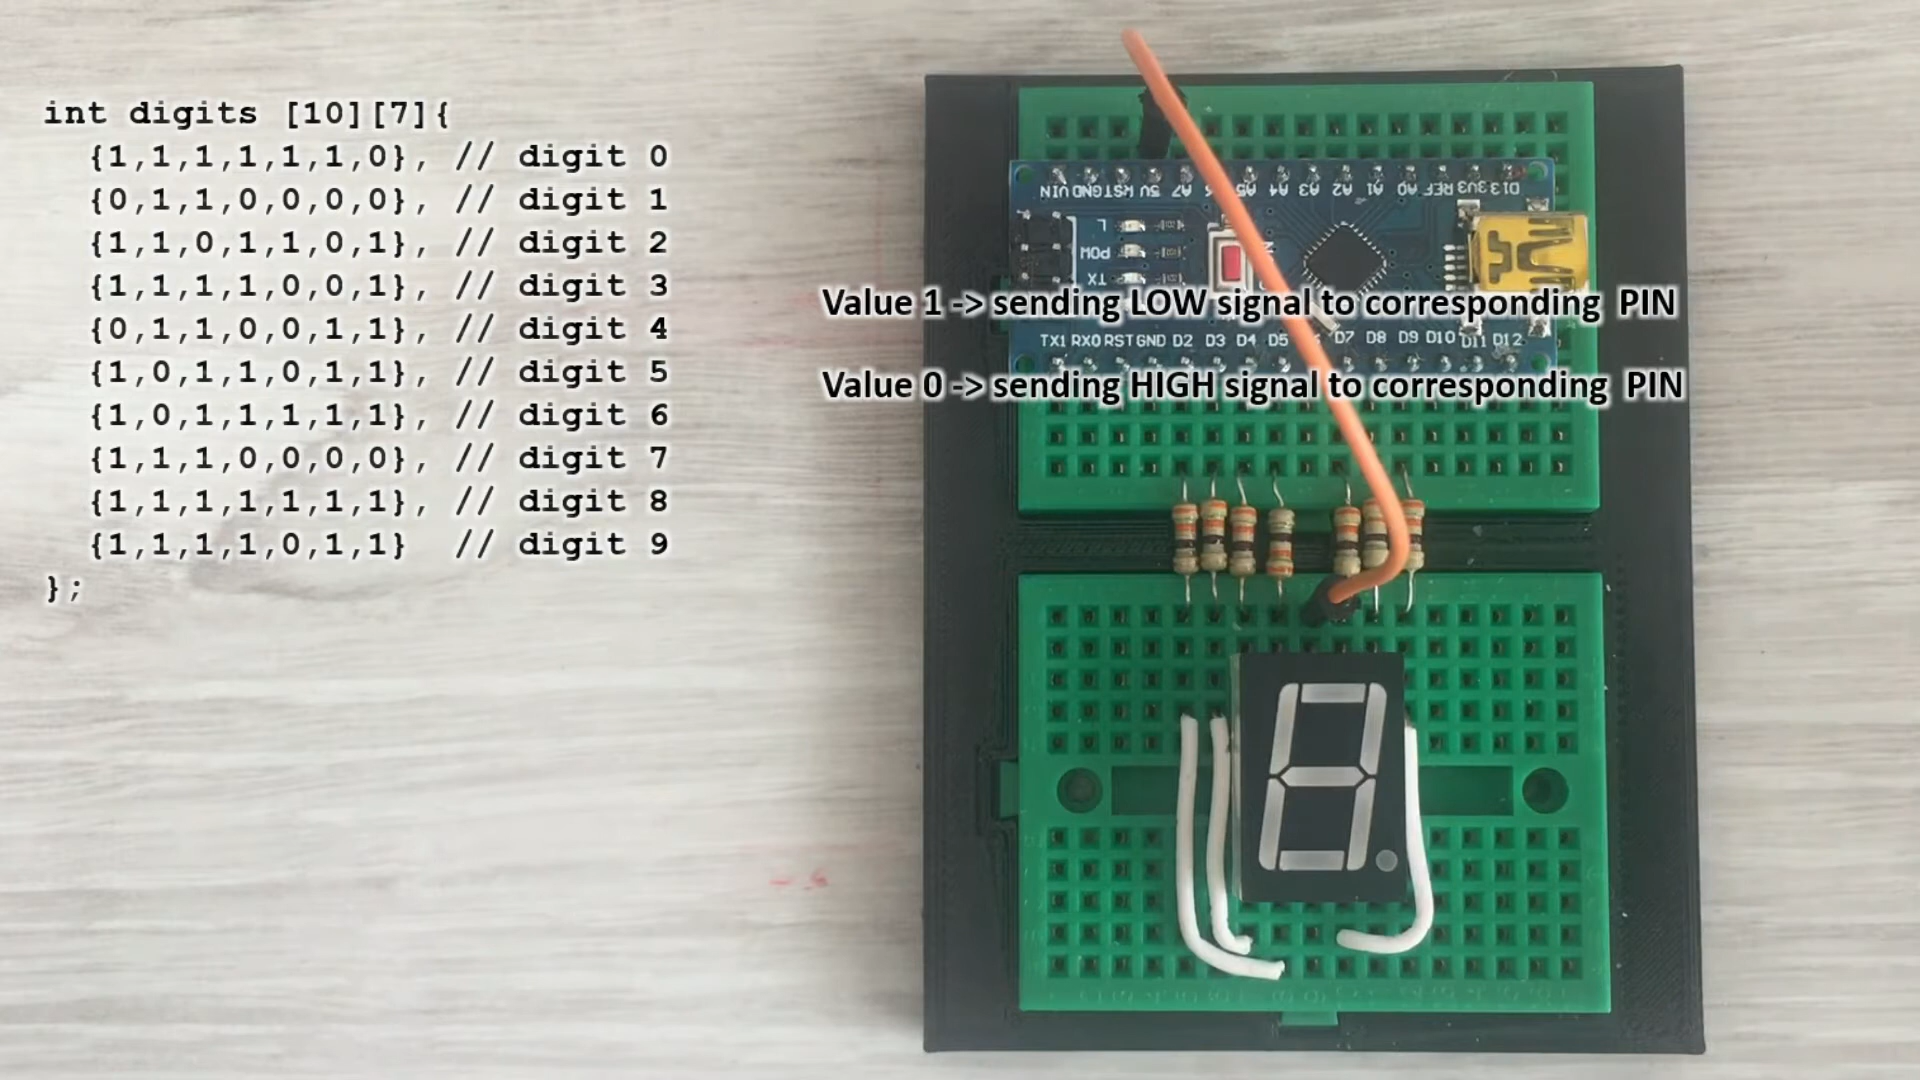 int digits [10][7]{
{1,1,1,1,1,1,0}, // digit 0
{0,1,1,0,0,0,0}, // digit 1
{1,1,0,1,1,0,1}, // digit 2
{1,1,1,1,0,0,1}, // digit 3
{0,1,1,0,0,1,1}, // digit 4
{1,0,1,1,0,1,1}, // digit 5
{1,0,1,1,1,1,1}, // digit 6
{1,1,1,0,0,0,0}, // digit 7
{1,1,1,1,1,1,1}, // digit 8
{1,1,1,1,0,1,1} // digit 9
};
VIN GND RST 5V A7 A5 A4 A3 A2 A1 A0 REF 3V3 D13
L
POW
TX
Value 1 -> sending LOW signal to corresponding PIN
TX1 RX0 RST GND D2 D3 D4 D5 D7 D8 D9 D10 D11 D12
Value 0 -> sending HIGH signal to corresponding PIN